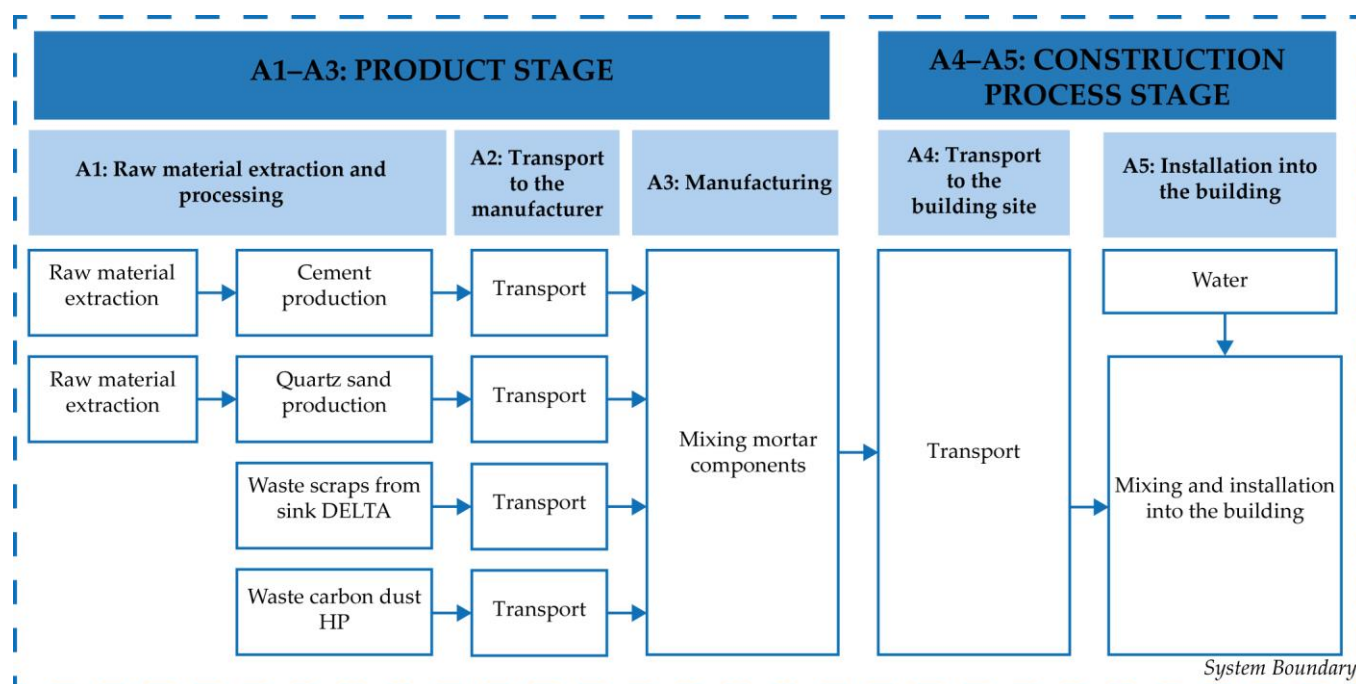 A1–A3: PRODUCT STAGE
A4–A5: CONSTRUCTION
PROCESS STAGE
A1: Raw material extraction and
processing
A2: Transport
to the
manufacturer
A3: Manufacturing
A4: Transport
to the
building site
A5: Installation into
the building
Raw material
extraction
Cement
production
Transport
Raw material
extraction
Quartz sand
production
Transport
Waste scraps from
sink DELTA
Transport
Waste carbon dust
HP
Transport
Mixing mortar
components
Transport
Water
Mixing and installation
into the building
System Boundary